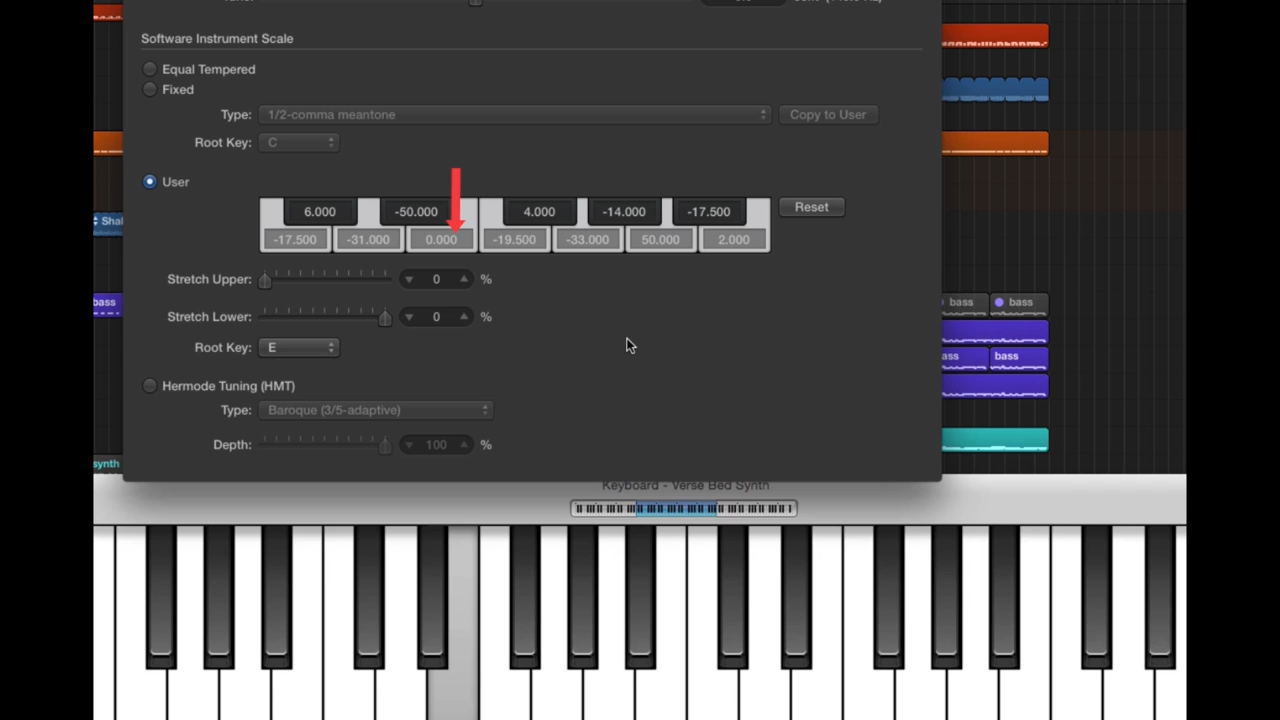 Software Instrument Scale
Equal Tempered
Fixed
Type: 1/2-comma meantone Copy to User
Root Key: C
Shal
User
6.000 -50.000 4.000 -14.000 -17.500 Reset
-17.500 -31.000 0.000 -19.500 -33.000 50.000 2.000
Stretch Upper: 0 %
bass bass bass
Stretch Lower: 0 %
Root Key: E
bass
Hermode Tuning (HMT)
Type: Baroque (3/5-adaptive)
Depth: 100 %
synth
Keyboard - Verse Bed Synth